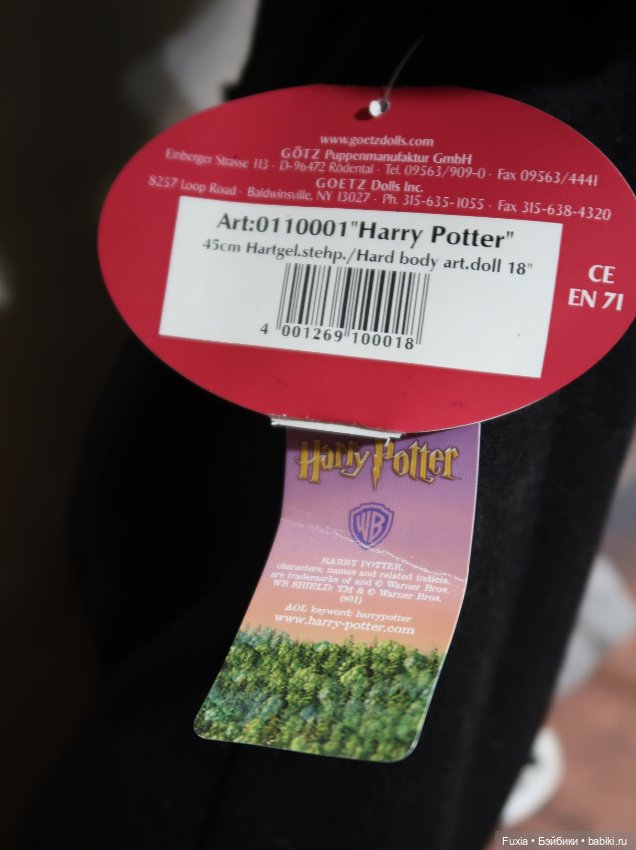 www.goetzdolls.com
GÖTZ Puppenmanufaktur GmbH
Einberger Strasse 113 · D-96472 Rödental · Tel. 09563/909-0 · Fax 09563/4441
GOETZ Dolls Inc.
8257 Loop Road · Baldwinsville, NY 13027 · Ph. 315-635-1055 · Fax 315-638-4320
Art:0110001"Harry Potter"
45cm Hartgel.stehp./Hard body art.doll 18"
4 001269 100018
CE
EN 71
Harry Potter
WB
HARRY POTTER,
characters, names and related indicia,
are trademarks of and © Warner Bros.
WB SHIELD: TM & © Warner Bros.
(s01)
AOL keyword: harrypotter
www.harry-potter.com
Fuxia • Бэйбики • babiki.ru